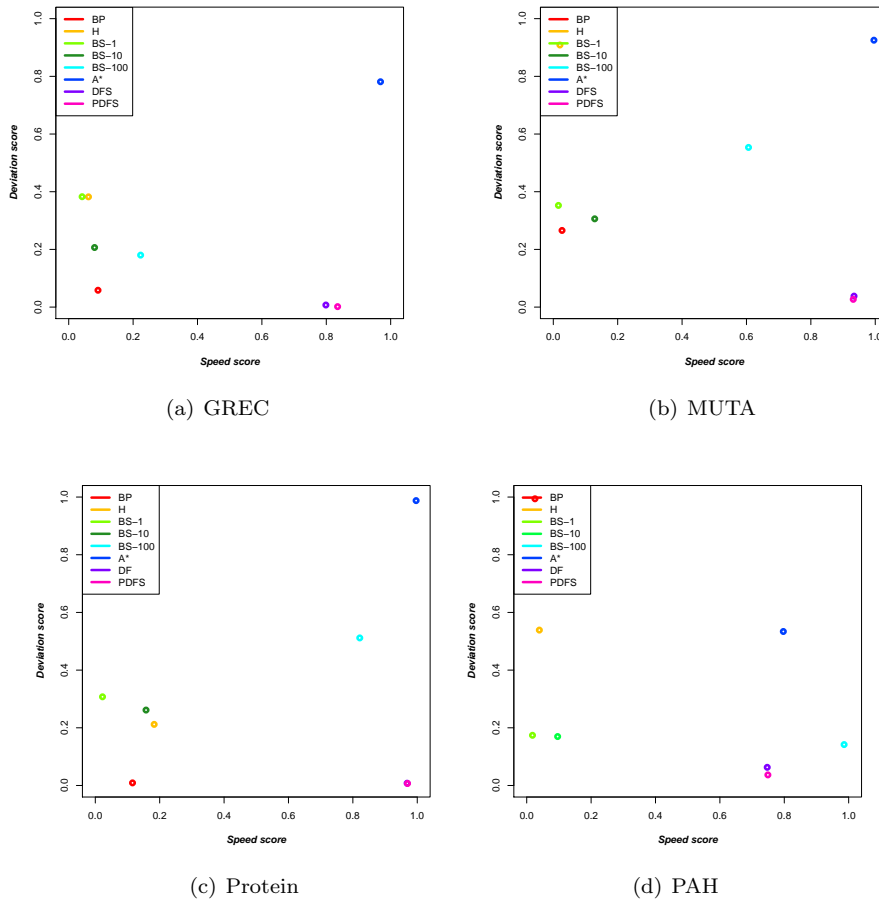 BP
H
BS-1
BS-10
BS-100
A*
DFS
PDFS
0.0 0.2 0.4 0.6 0.8 1.0
Deviation score
0.0 0.2 0.4 0.6 0.8 1.0
Speed score
(a) GREC
BP
H
BS-1
BS-10
BS-100
A*
DFS
PDFS
0.0 0.2 0.4 0.6 0.8 1.0
Deviation score
0.0 0.2 0.4 0.6 0.8 1.0
Speed score
(b) MUTA
BP
H
BS-1
BS-10
BS-100
A*
DF
PDFS
0.0 0.2 0.4 0.6 0.8 1.0
Deviation score
0.0 0.2 0.4 0.6 0.8 1.0
Speed score
(c) Protein
BP
H
BS-1
BS-10
BS-100
A*
DFS
PDFS
0.0 0.2 0.4 0.6 0.8 1.0
Deviation score
0.0 0.2 0.4 0.6 0.8 1.0
Speed score
(d) PAH